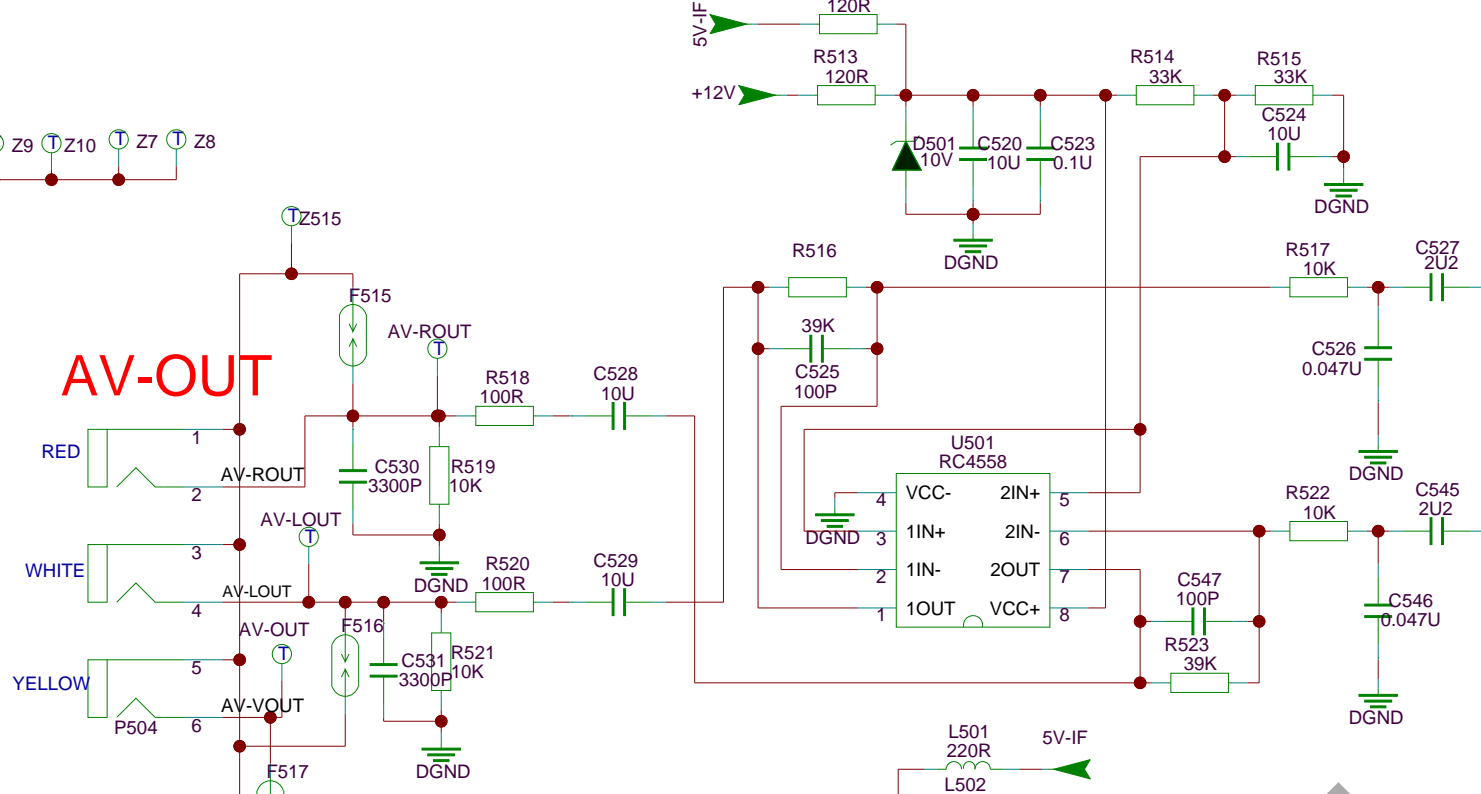 5V-IF
120R
R513
120R
+12V
R514
33K
R515
33K
C524
10U
D501
10V
C520
10U
C523
0.1U
DGND
DGND
Z9
T Z10
T Z7
T Z8
T Z515
F515
AV-ROUT
T
AV-OUT
R516
39K
C525
100P
R517
10K
C527
2U2
C526
0.047U
DGND
R518
100R
C528
10U
RED
1
AV-ROUT
2
C530
3300P
R519
10K
DGND
U501
RC4558
4 VCC- 2IN+ 5
3 1IN+ 2IN- 6
2 1IN- 2OUT 7
1 1OUT VCC+ 8
DGND
R522
10K
C545
2U2
C546
0.047U
DGND
AV-LOUT
T
WHITE
3
AV-LOUT
4
R520
100R
C529
10U
AV-OUT
T
F516
C531
3300P
R521
10K
DGND
C547
100P
R523
39K
YELLOW
5
AV-VOUT
6
P504
F517
L501
220R
5V-IF
L502